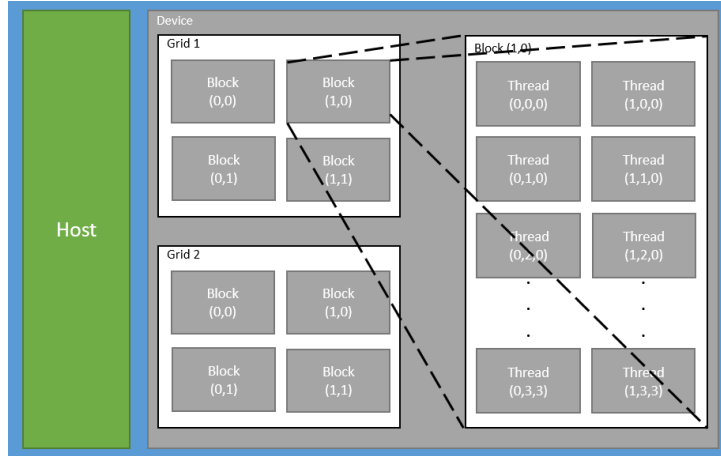 Host
Device
Grid 1
Block
(0,0)
Block
(1,0)
Block
(0,1)
Block
(1,1)
Grid 2
Block
(0,0)
Block
(1,0)
Block
(0,1)
Block
(1,1)
Block (1,0)
Thread
(0,0,0)
Thread
(1,0,0)
Thread
(0,1,0)
Thread
(1,1,0)
Thread
(0,2,0)
Thread
(1,2,0)
.
.
.
.
.
.
Thread
(0,3,3)
Thread
(1,3,3)